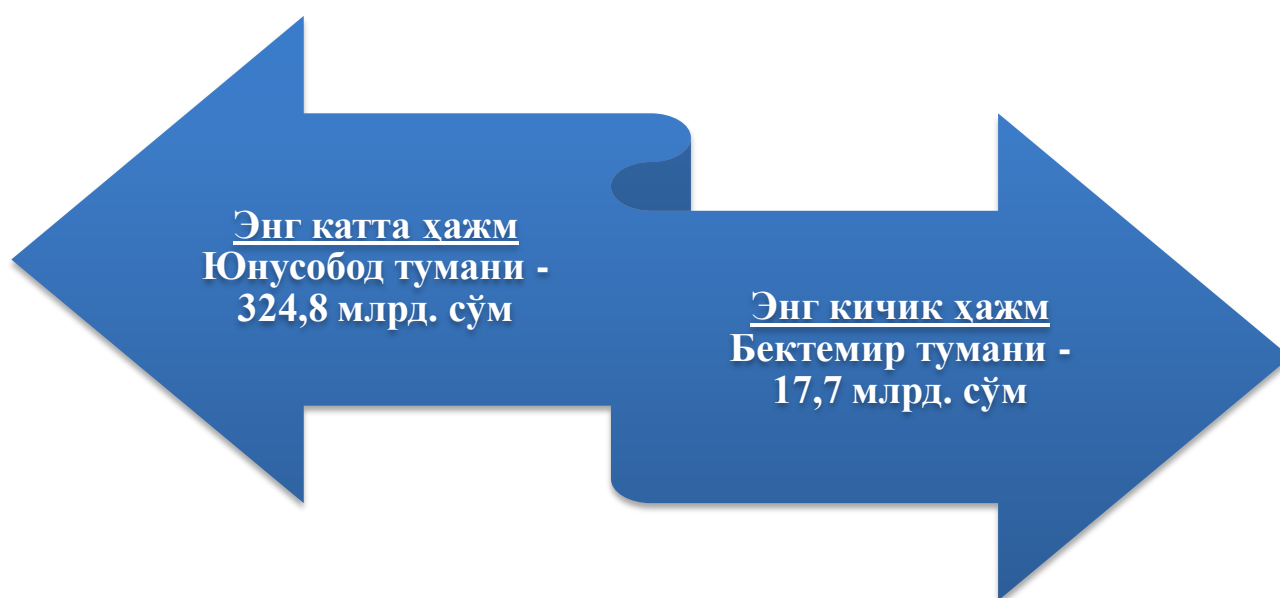 Энг катта ҳажм
Юнусобод тумани -
324,8 млрд. сўм
Энг кичик ҳажм
Бектемир тумани -
17,7 млрд. сўм